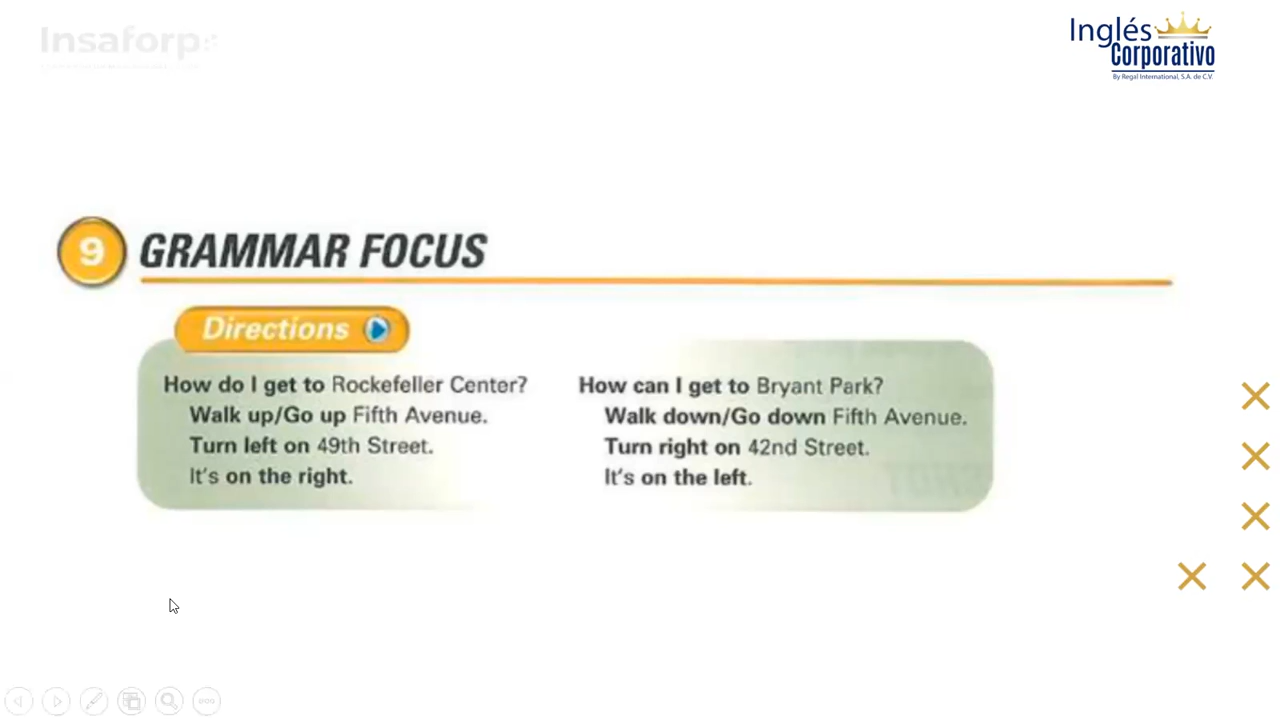 Insaforp
Inglés
Corporativo
By Regal International, S.A. de C.V.
9 GRAMMAR FOCUS
Directions
How do I get to Rockefeller Center?
Walk up/Go up Fifth Avenue.
Turn left on 49th Street.
It's on the right.
How can I get to Bryant Park?
Walk down/Go down Fifth Avenue.
Turn right on 42nd Street.
It's on the left.